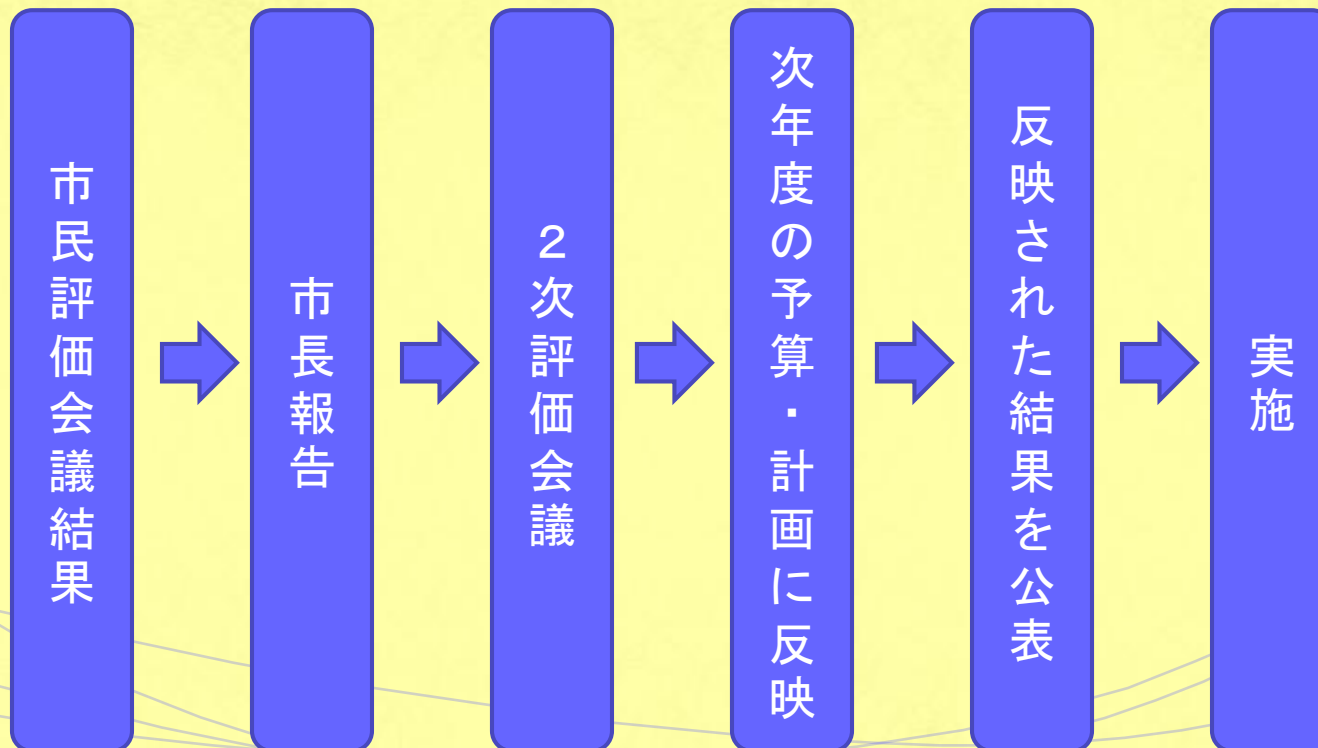 市民評価会議結果
市長報告
２次評価会議
次年度の予算・計画に反映
反映された結果を公表
実施